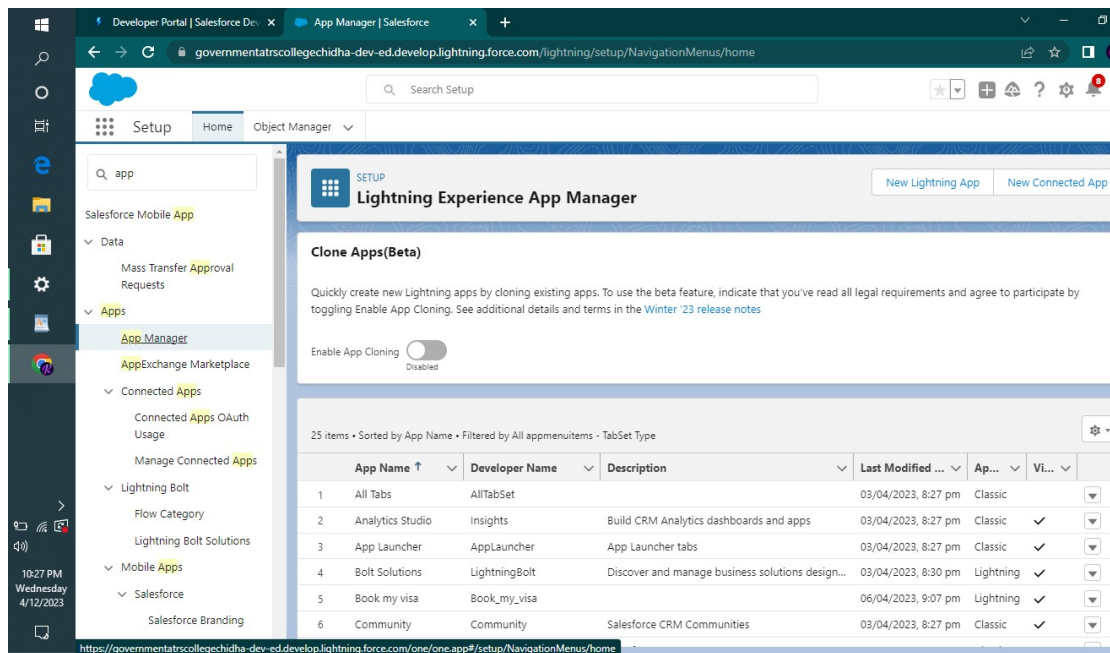 Developer Portal | Salesforce Dev
App Manager | Salesforce
governmentatrscollegechidha-dev-ed.develop.lightning.force.com/lightning/setup/NavigationMenus/home
Search Setup
8
Setup
Home
Object Manager
app
Salesforce Mobile App
Data
Mass Transfer Approval
Requests
Apps
App Manager
AppExchange Marketplace
Connected Apps
Connected Apps OAuth
Usage
Manage Connected Apps
Lightning Bolt
Flow Category
Lightning Bolt Solutions
Mobile Apps
Salesforce
Salesforce Branding
SETUP
Lightning Experience App Manager
New Lightning App
New Connected App
Clone Apps(Beta)
Quickly create new Lightning apps by cloning existing apps. To use the beta feature, indicate that you've read all legal requirements and agree to participate by
toggling Enable App Cloning. See additional details and terms in the Winter '23 release notes
Enable App Cloning
Disabled
25 items • Sorted by App Name • Filtered by All appmenuitems - TabSet Type
App Name ↑ Developer Name Description Last Modified ... Ap... Vi...
1 All Tabs AllTabSet 03/04/2023, 8:27 pm Classic
2 Analytics Studio Insights Build CRM Analytics dashboards and apps 03/04/2023, 8:27 pm Classic ✓
3 App Launcher AppLauncher App Launcher tabs 03/04/2023, 8:27 pm Classic ✓
4 Bolt Solutions LightningBolt Discover and manage business solutions design... 03/04/2023, 8:30 pm Lightning ✓
5 Book my visa Book_my_visa 06/04/2023, 9:07 pm Lightning ✓
6 Community Community Salesforce CRM Communities 03/04/2023, 8:27 pm Classic ✓
10:27 PM
Wednesday
4/12/2023
https://governmentatrscollegechidha-dev-ed.develop.lightning.force.com/one/one.app#/setup/NavigationMenus/home